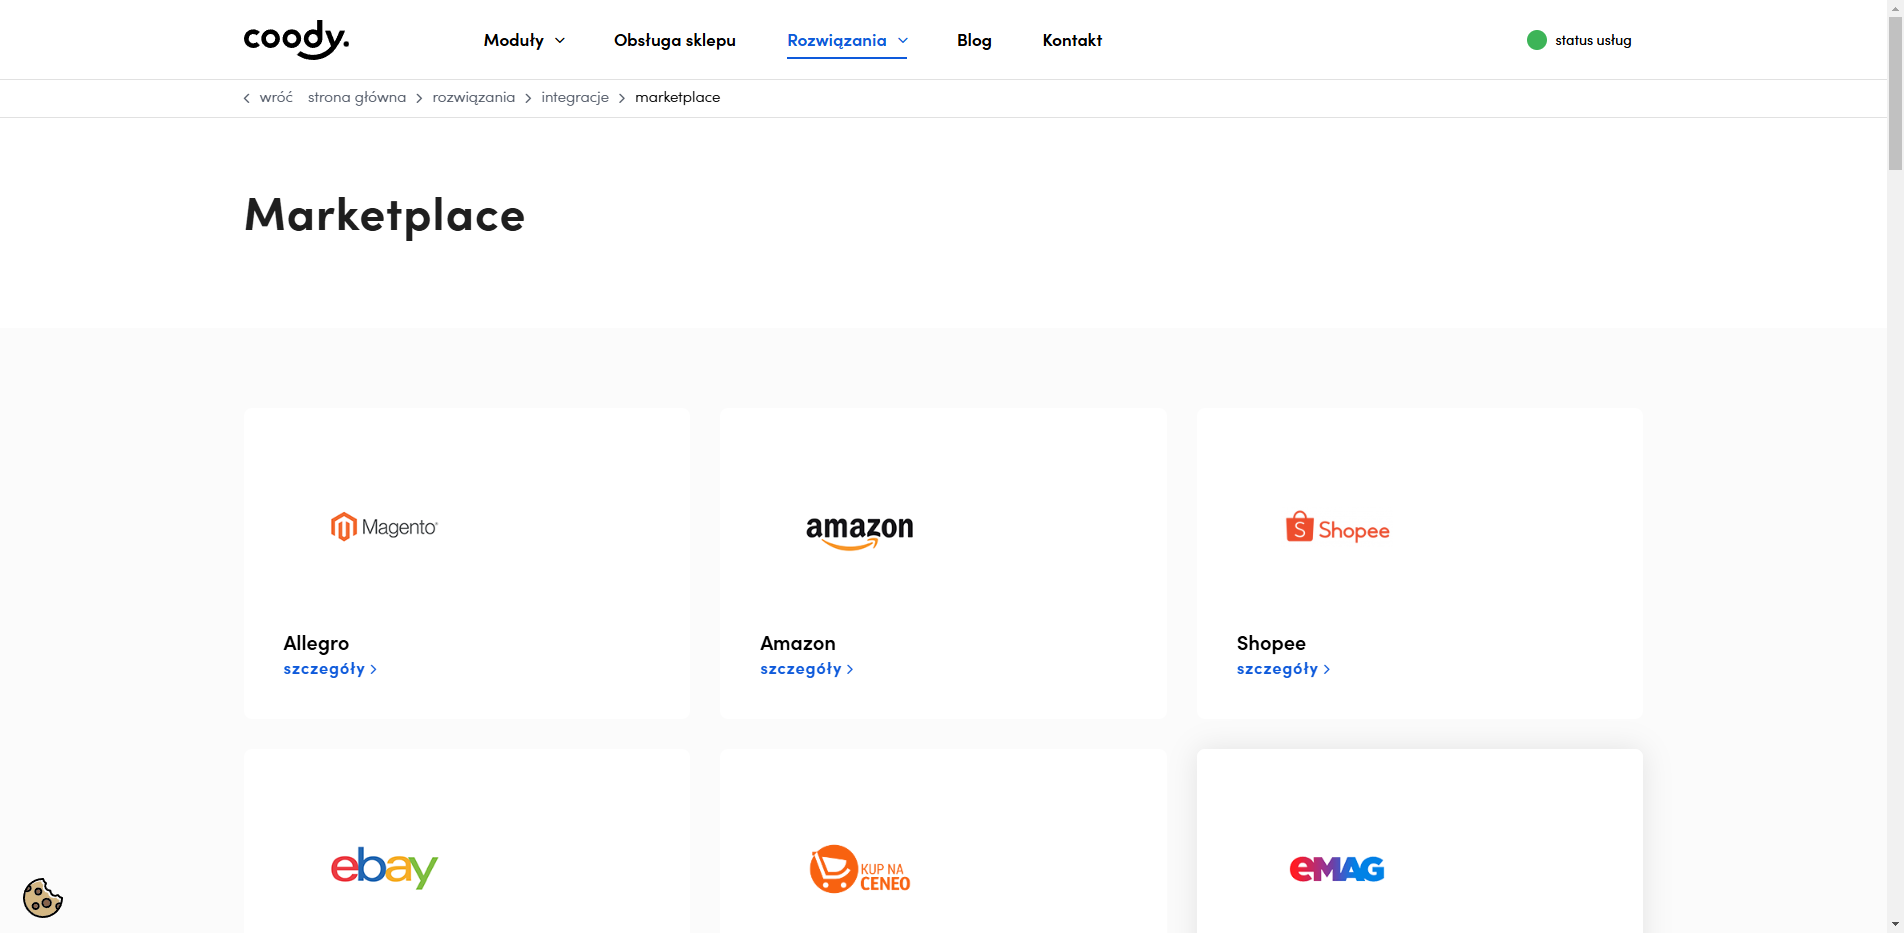 coody.
Moduły
Obsługa sklepu
Rozwiązania
Blog
Kontakt
status usług
wróć
strona główna
rozwiązania
integracje
marketplace
Marketplace
Magento
amazon
S Shopee
Allegro
Amazon
Shopee
szczegóły
szczegóły
szczegóły
ebay
KUP NA
CENEO
eMAG